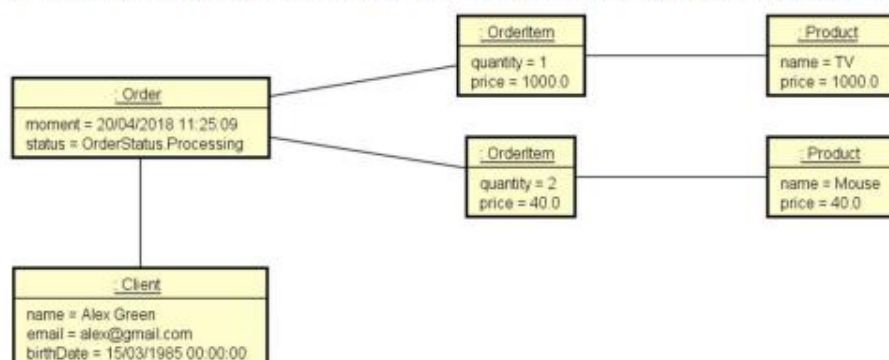 : Order
moment = 20/04/2018 11:25:09
status = OrderStatus.Processing
: OrderItem
quantity = 1
price = 1000.0
: Product
name = TV
price = 1000.0
: OrderItem
quantity = 2
price = 40.0
: Product
name = Mouse
price = 40.0
: Client
name = Alex Green
email = alex@gmail.com
birthDate = 15/03/1985 00:00:00